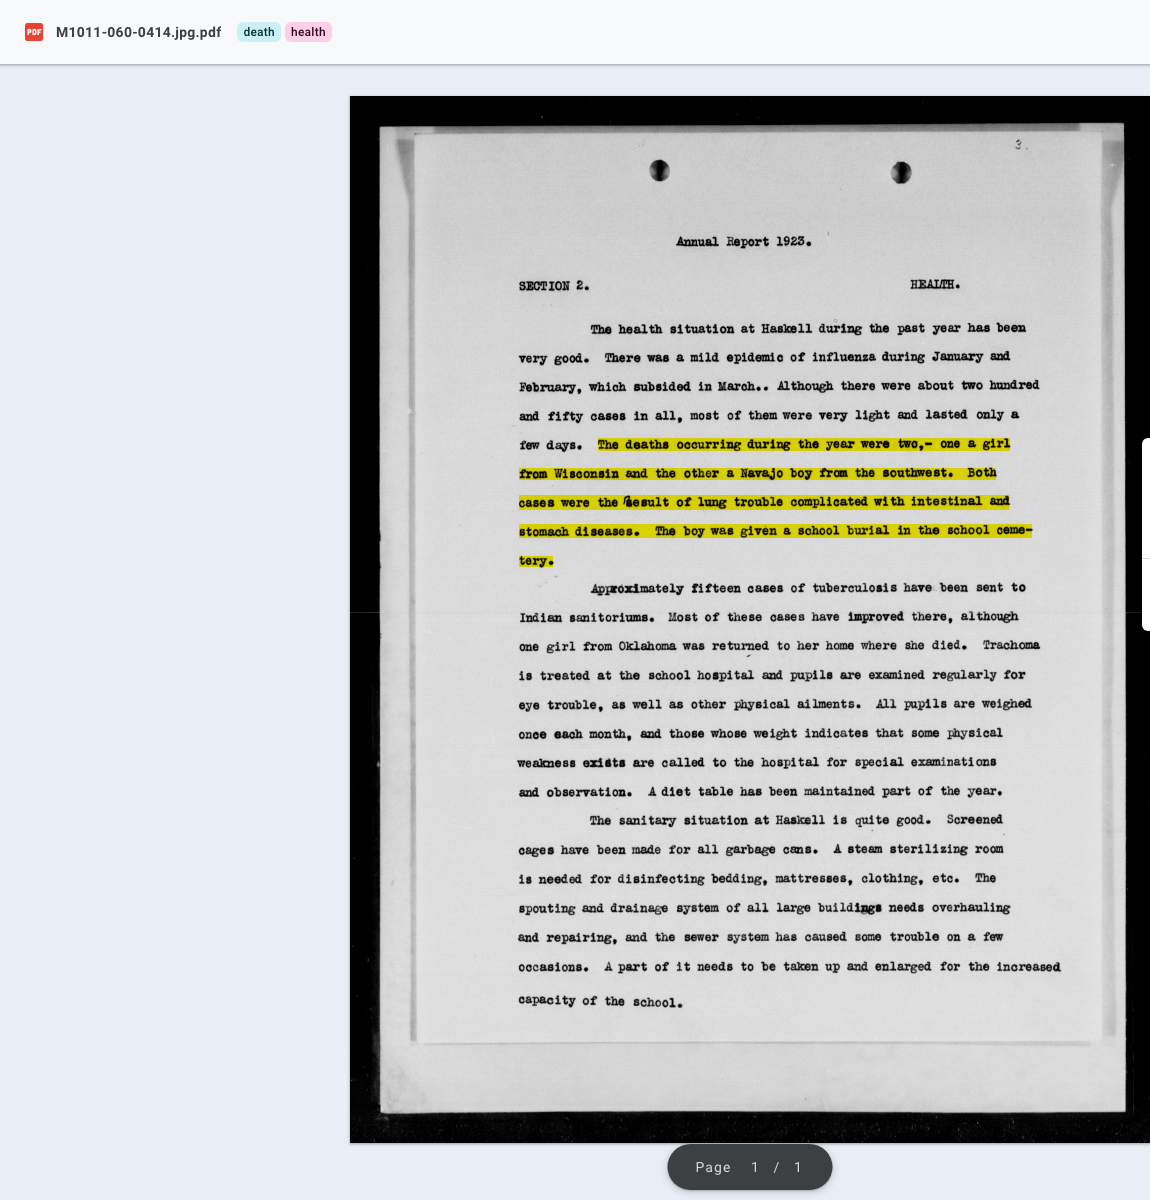 PDF M1011-060-0414.jpg.pdf death health
3.
Annual Report 1923.
SECTION 2. HEALTH.
The health situation at Haskell during the past year has been
very good. There was a mild epidemic of influenza during January and
February, which subsided in March.. Although there were about two hundred
and fifty cases in all, most of them were very light and lasted only a
few days. The deaths occurring during the year were two,- one a girl
from Wisconsin and the other a Navajo boy from the southwest. Both
cases were the result of lung trouble complicated with intestinal and
stomach diseases. The boy was given a school burial in the school ceme-
tery.
Approximately fifteen cases of tuberculosis have been sent to
Indian sanitoriums. Most of these cases have improved there, although
one girl from Oklahoma was returned to her home where she died. Trachoma
is treated at the school hospital and pupils are examined regularly for
eye trouble, as well as other physical ailments. All pupils are weighed
once each month, and those whose weight indicates that some physical
weakness exists are called to the hospital for special examinations
and observation. A diet table has been maintained part of the year.
The sanitary situation at Haskell is quite good. Screened
cages have been made for all garbage cans. A steam sterilizing room
is needed for disinfecting bedding, mattresses, clothing, etc. The
spouting and drainage system of all large buildings needs overhauling
and repairing, and the sewer system has caused some trouble on a few
occasions. A part of it needs to be taken up and enlarged for the increased
capacity of the school.
Page 1 / 1